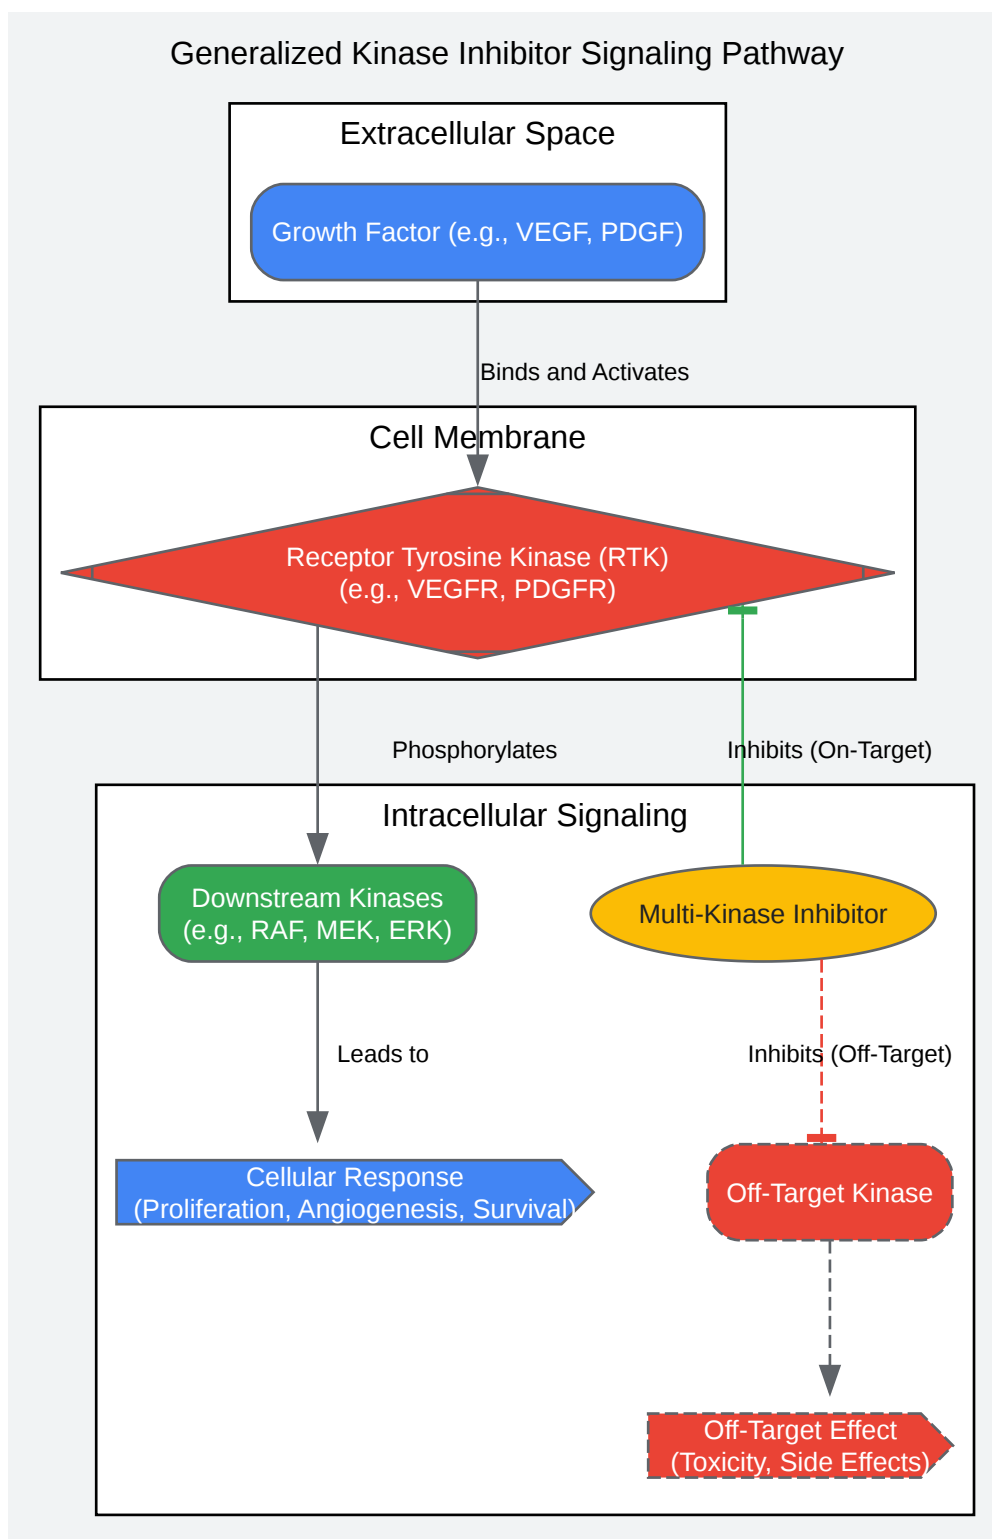 Generalized Kinase Inhibitor Signaling Pathway
Extracellular Space
Growth Factor (e.g., VEGF, PDGF)
Binds and Activates
Cell Membrane
Receptor Tyrosine Kinase (RTK)
(e.g., VEGFR, PDGFR)
Phosphorylates
Inhibits (On-Target)
Intracellular Signaling
Downstream Kinases
(e.g., RAF, MEK, ERK)
Multi-Kinase Inhibitor
Leads to
Inhibits (Off-Target)
Cellular Response
(Proliferation, Angiogenesis, Survival)
Off-Target Kinase
Off-Target Effect
(Toxicity, Side Effects)